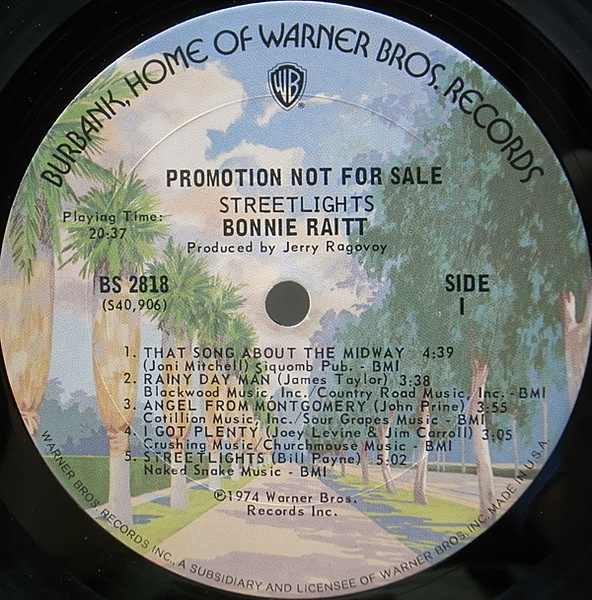 BURBANK, HOME OF WARNER BROS. RECORDS
WB
®
PROMOTION NOT FOR SALE
STREETLIGHTS
BONNIE RAITT
Produced by Jerry Ragovoy
Playing Time:
20:37
BS 2818
(S40,906)
SIDE
1
1. THAT SONG ABOUT THE MIDWAY 4:39
(Joni Mitchell) Siquomb Pub. - BMI
2. RAINY DAY MAN (James Taylor) 3:38
Blackwood Music, Inc./Country Road Music, Inc. - BMI
3. ANGEL FROM MONTGOMERY (John Prine) 3:55
Cotillion Music, Inc./Sour Grapes Music - BMI
4. I GOT PLENTY (Joey Levine & Jim Carroll) 3:05
Crushing Music/Churchmouse Music - BMI
5. STREETLIGHTS (Bill Payne) 5:02
Naked Snake Music - BMI
℗1974 Warner Bros.
Records Inc.
WARNER BROS. RECORDS INC., A SUBSIDIARY AND LICENSEE OF WARNER BROS. INC. MADE IN U.S.A.